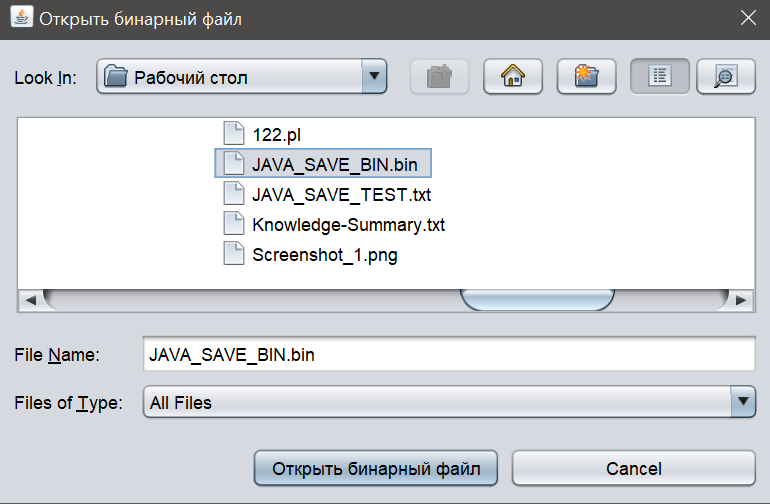 Открыть бинарный файл
Look In: Рабочий стол
122.pl
JAVA_SAVE_BIN.bin
JAVA_SAVE_TEST.txt
Knowledge-Summary.txt
Screenshot_1.png
File Name: JAVA_SAVE_BIN.bin
Files of Type: All Files
Открыть бинарный файл Cancel